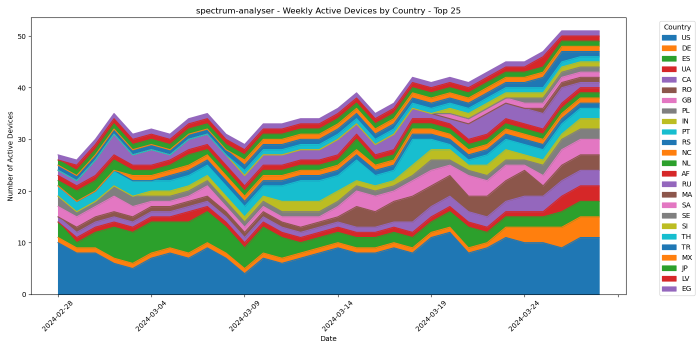 spectrum-analyser - Weekly Active Devices by Country - Top 25
Number of Active Devices
50
40
30
20
10
0
2024-02-28
2024-03-04
2024-03-09
2024-03-14
2024-03-19
2024-03-24
Date
Country
US
DE
ES
UA
CA
RO
GB
PL
IN
PT
RS
NC
NL
AF
RU
MA
SA
SE
SI
TH
TR
MX
JP
LV
EG